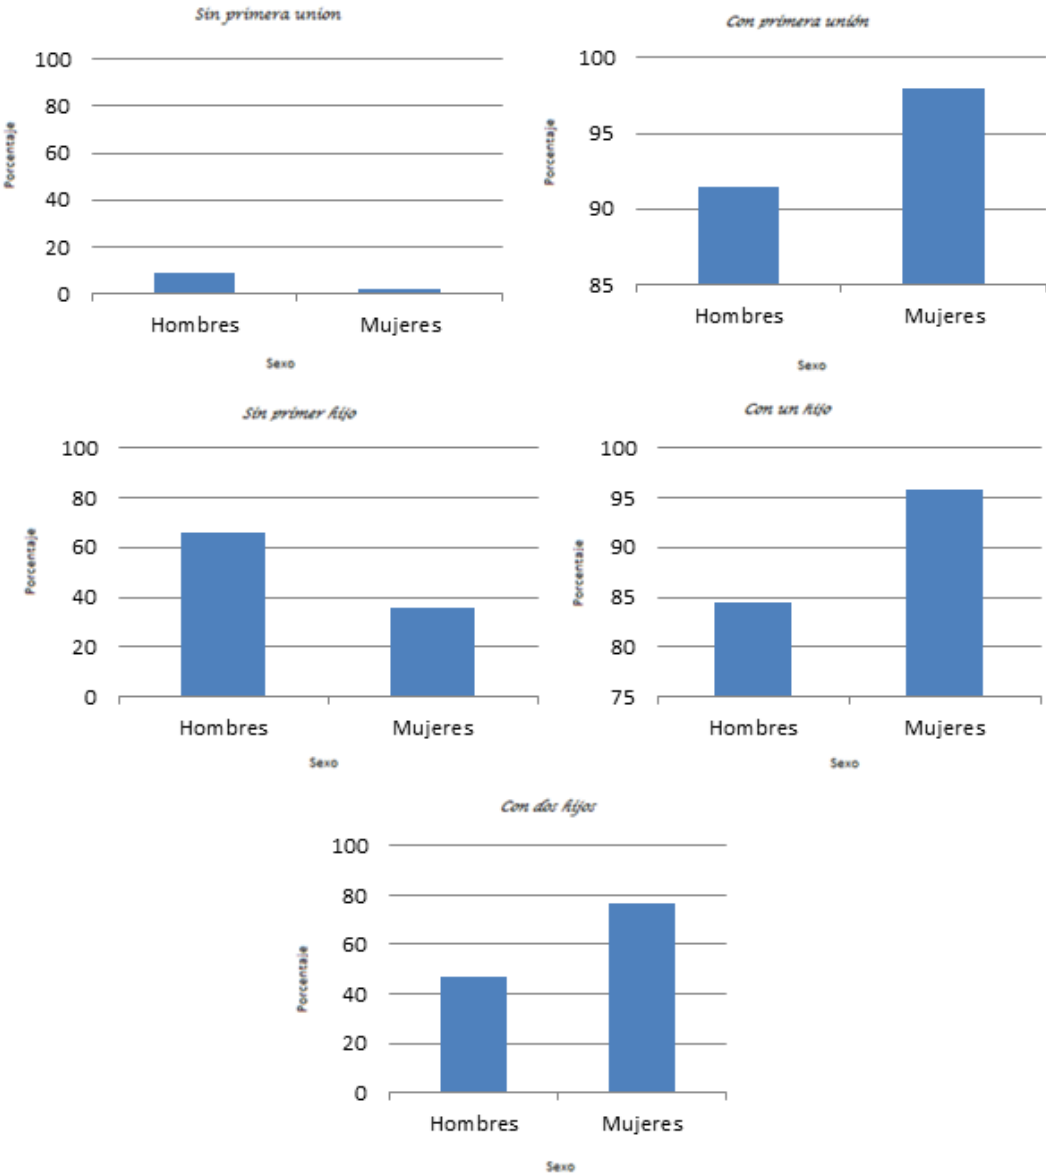 Sin primera union
100
80
60
40
20
0
Porcentaje
Hombres Mujeres
Sexo
Con primera unión
100
95
90
85
Porcentaje
Hombres Mujeres
Sexo
Sin primer hijo
100
80
60
40
20
0
Porcentaje
Hombres Mujeres
Sexo
Con un hijo
100
95
90
85
80
75
Porcentaje
Hombres Mujeres
Sexo
Con dos hijos
100
80
60
40
20
0
Porcentaje
Hombres Mujeres
Sexo